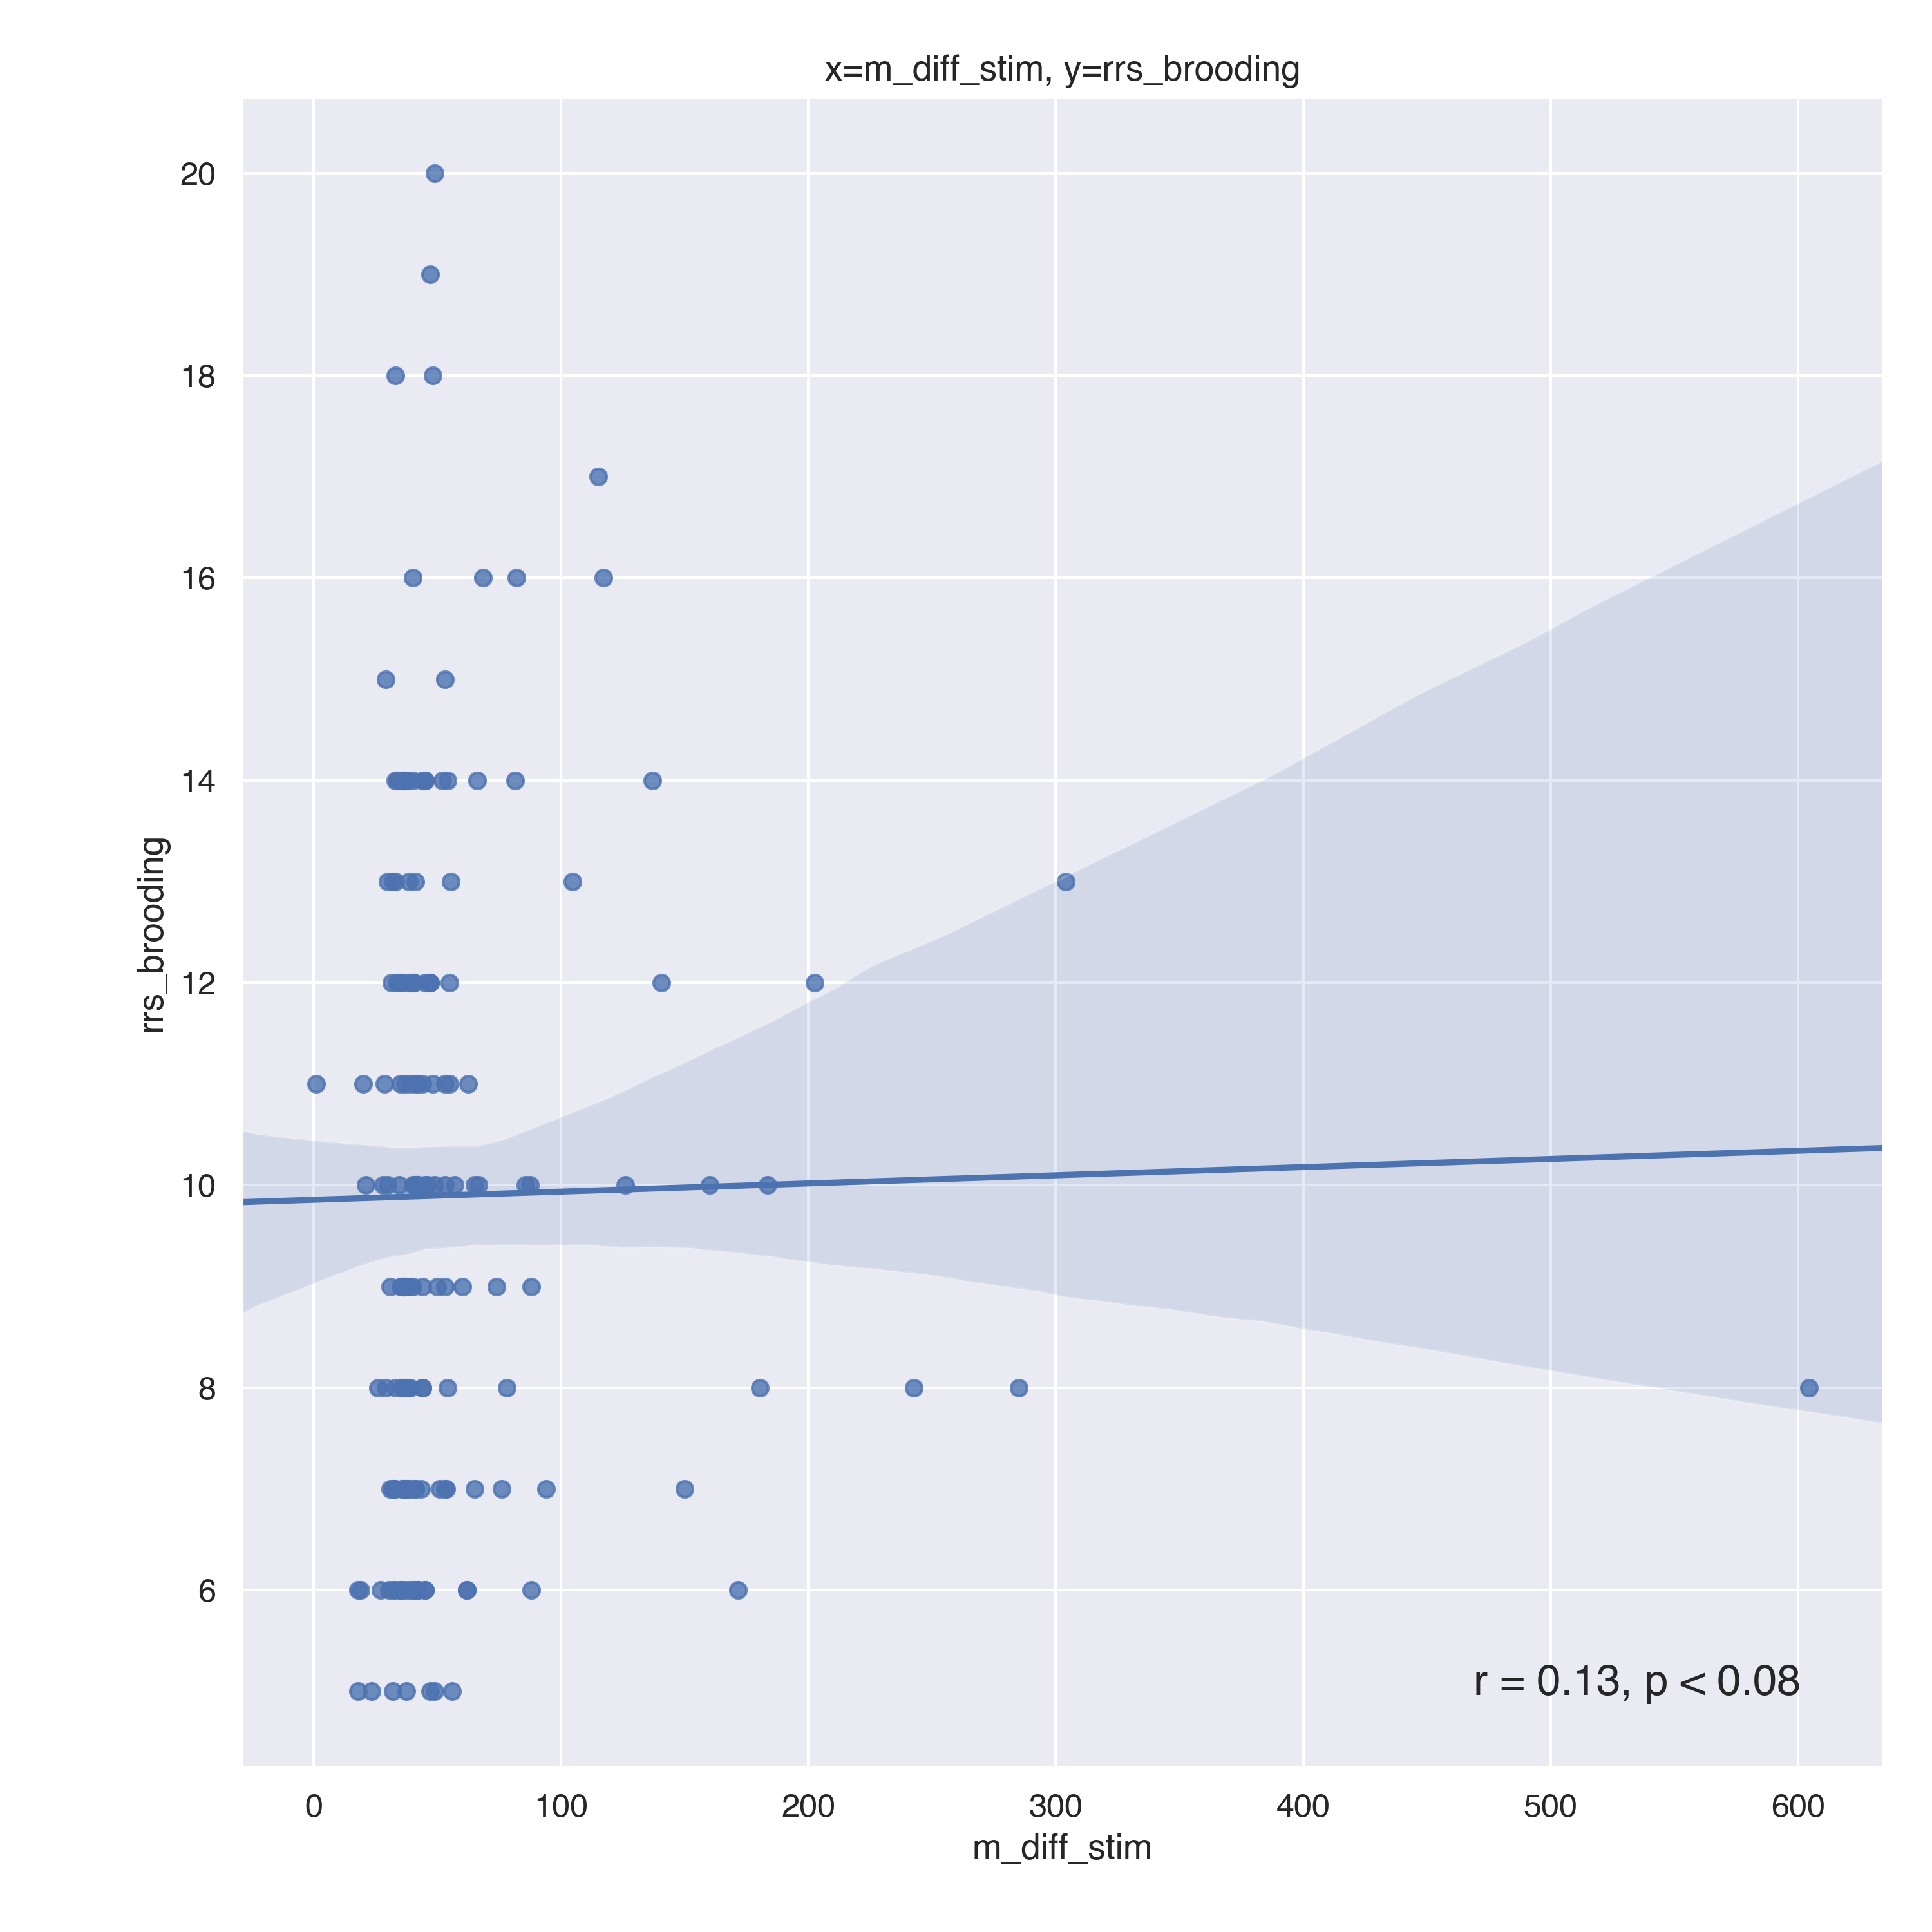 x=m_diff_stim, y=rrs_brooding
20
18
16
14
12
10
8
6
rrs_brooding
r = 0.13, p < 0.08
0 100 200 300 400 500 600
m_diff_stim